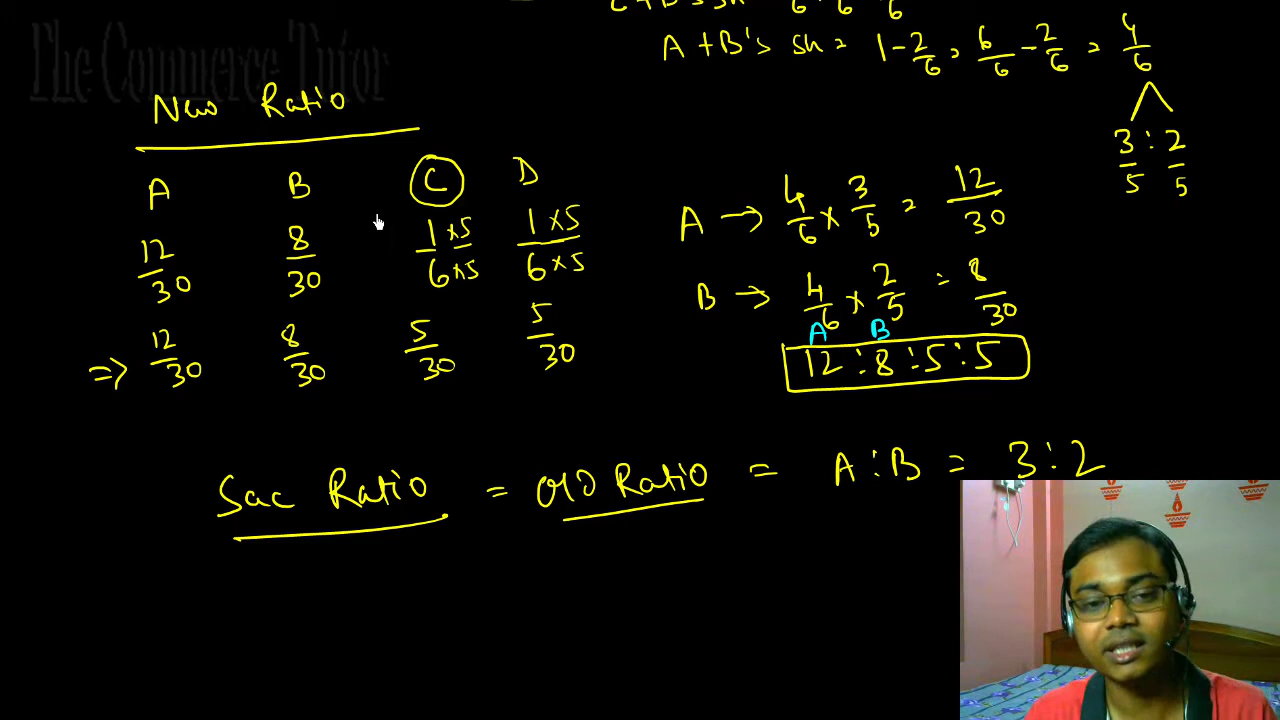 The Commerce Tutor
A + B's sh = 1 - 2/6 = 6/6 - 2/6 = 4/6
3 : 2
5 5
New Ratio
A B C D
12/30 8/30 1×5/6×5 1×5/6×5
=> 12/30 8/30 5/30 5/30
A → 4/6 × 3/5 = 12/30
B → 4/6 × 2/5 = 8/30
A B
12 : 8 : 5 : 5
Sac Ratio = Old Ratio = A : B = 3 : 2